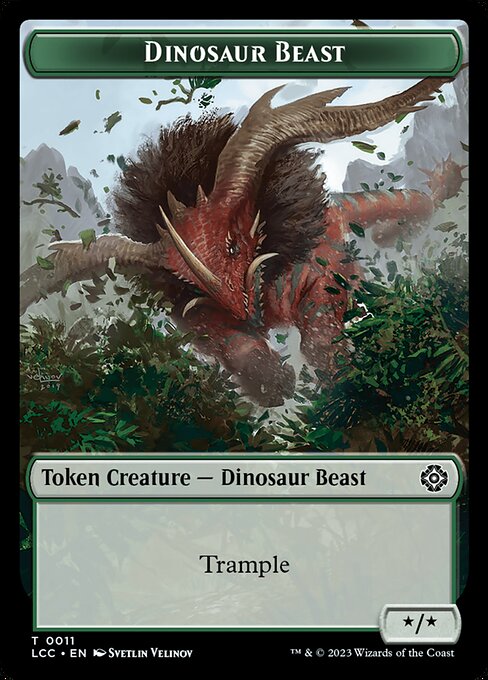 Dinosaur Beast
Token Creature — Dinosaur Beast
Trample
★/★
T 0011
LCC • EN Svetlin Velinov
™ & © 2023 Wizards of the Coast